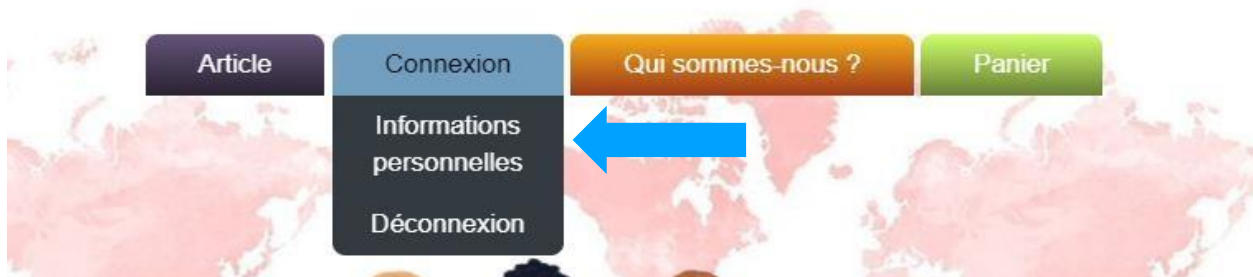 Article
Connexion
Qui sommes-nous ?
Panier
Informations
personnelles
Déconnexion